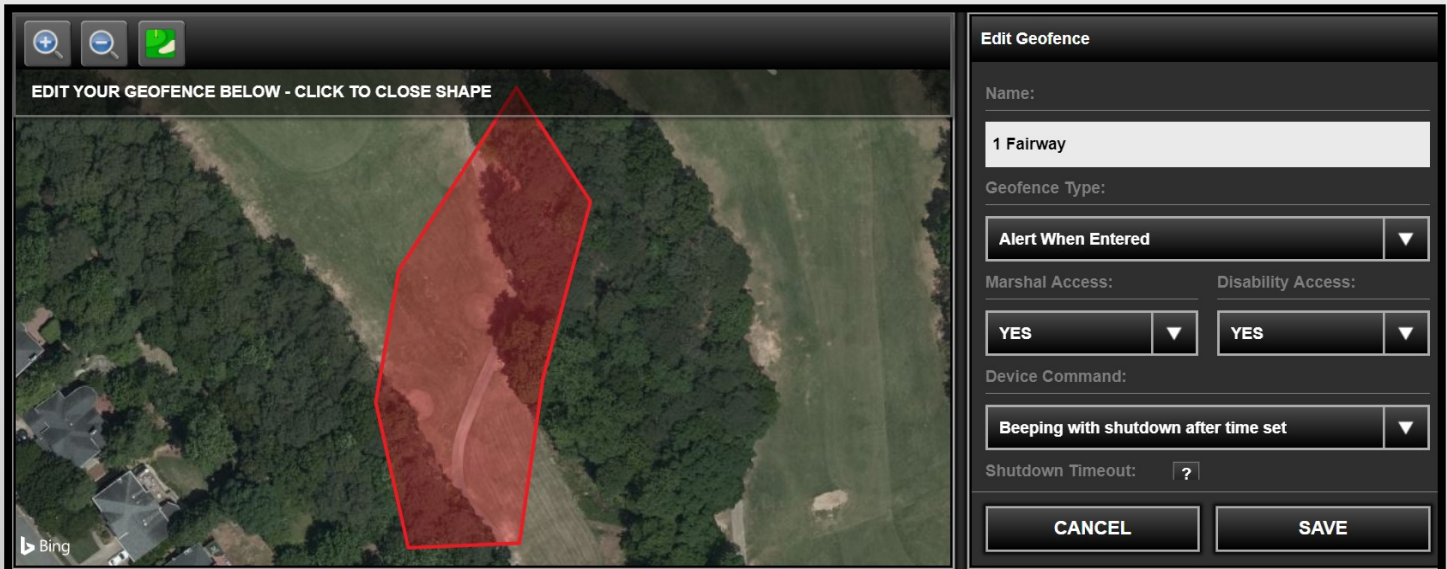 EDIT YOUR GEOFENCE BELOW - CLICK TO CLOSE SHAPE
Bing
Edit Geofence
Name:
1 Fairway
Geofence Type:
Alert When Entered
Marshal Access: Disability Access:
YES YES
Device Command:
Beeping with shutdown after time set
Shutdown Timeout: ?
CANCEL SAVE